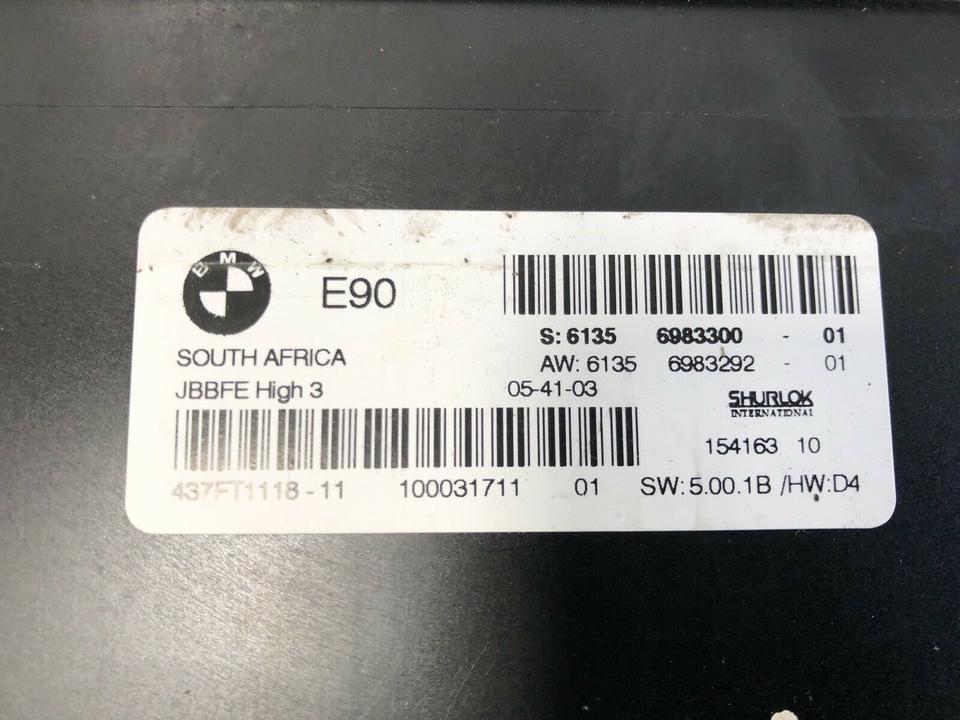 BMW
E90
S: 6135 6983300 - 01
SOUTH AFRICA
AW: 6135 6983292 - 01
JBBFE High 3 05-41-03
SHURLOK
INTERNATIONAL
154163 10
437FT1118-11 100031711 01 SW: 5.00.1B /HW:D4